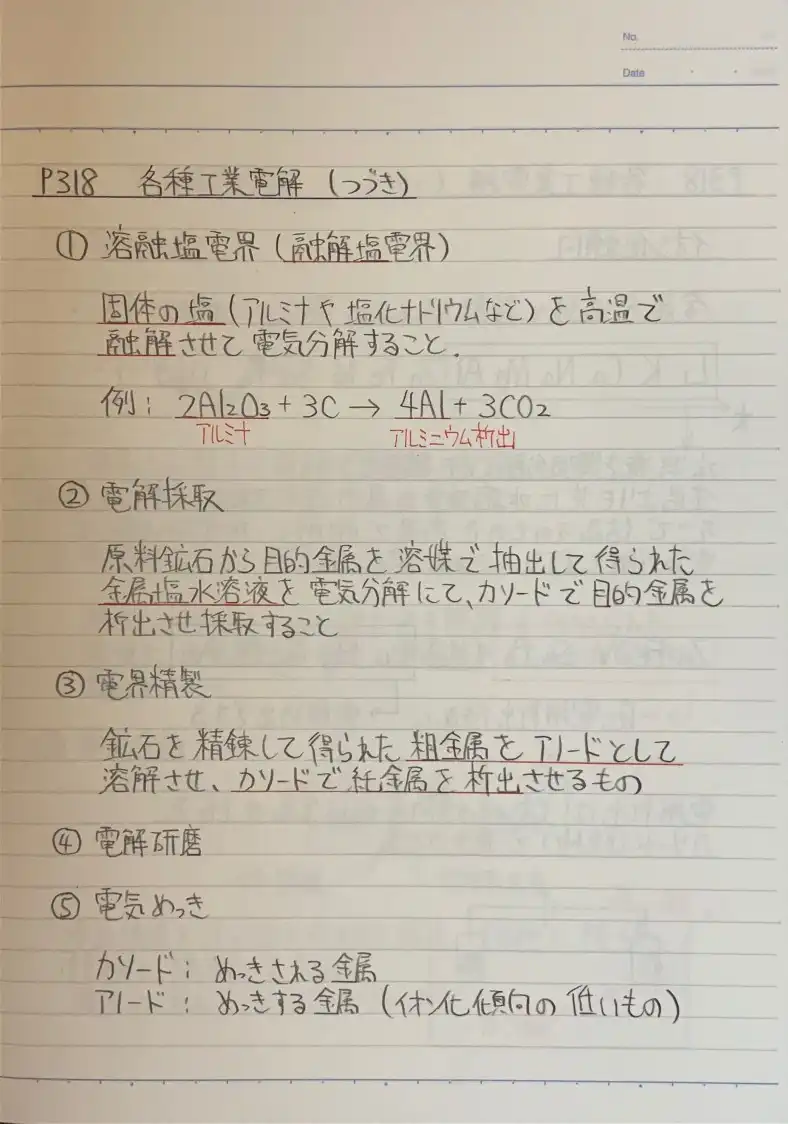 No.
Date
P318 各種工業電解 (つづき)
① 溶融塩電界 (融解塩電界)
固体の塩 (アルミナや塩化ナトリウムなど) を高温で
融解させて電気分解すること.
例: 2Al₂O₃ + 3C → 4Al + 3CO₂
アルミナ アルミニウム析出
② 電解採取
原料鉱石から目的金属を溶媒で抽出して得られた
金属塩水溶液を電気分解にて、カソードで目的金属を
析出させ採取すること
③ 電界精製
鉱石を精錬して得られた粗金属をアノードとして
溶解させ、カソードで純金属を析出させるもの
④ 電解研磨
⑤ 電気めっき
カソード: めっきされる金属
アノード: めっきする金属 (イオン化傾向の低いもの)